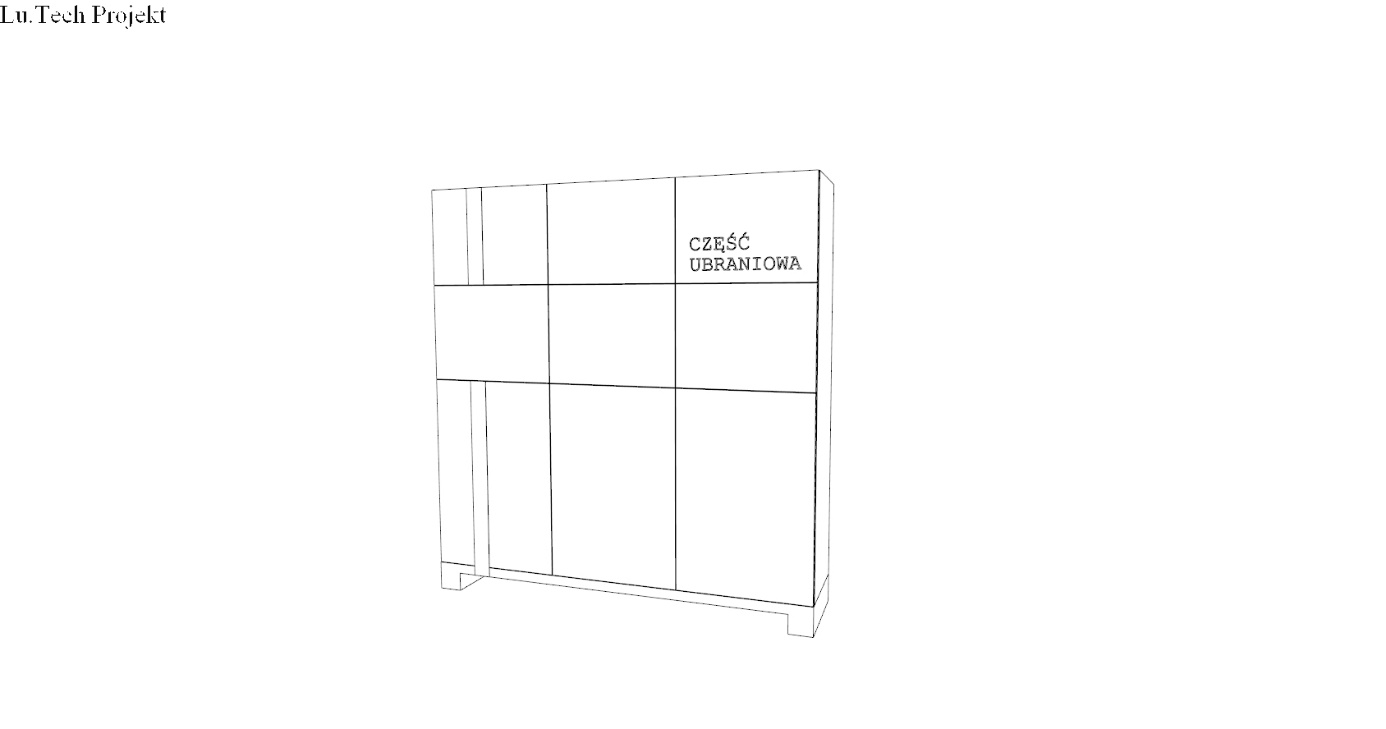 Lu.Tech Projekt
CZĘŚĆ
UBRANIOWA